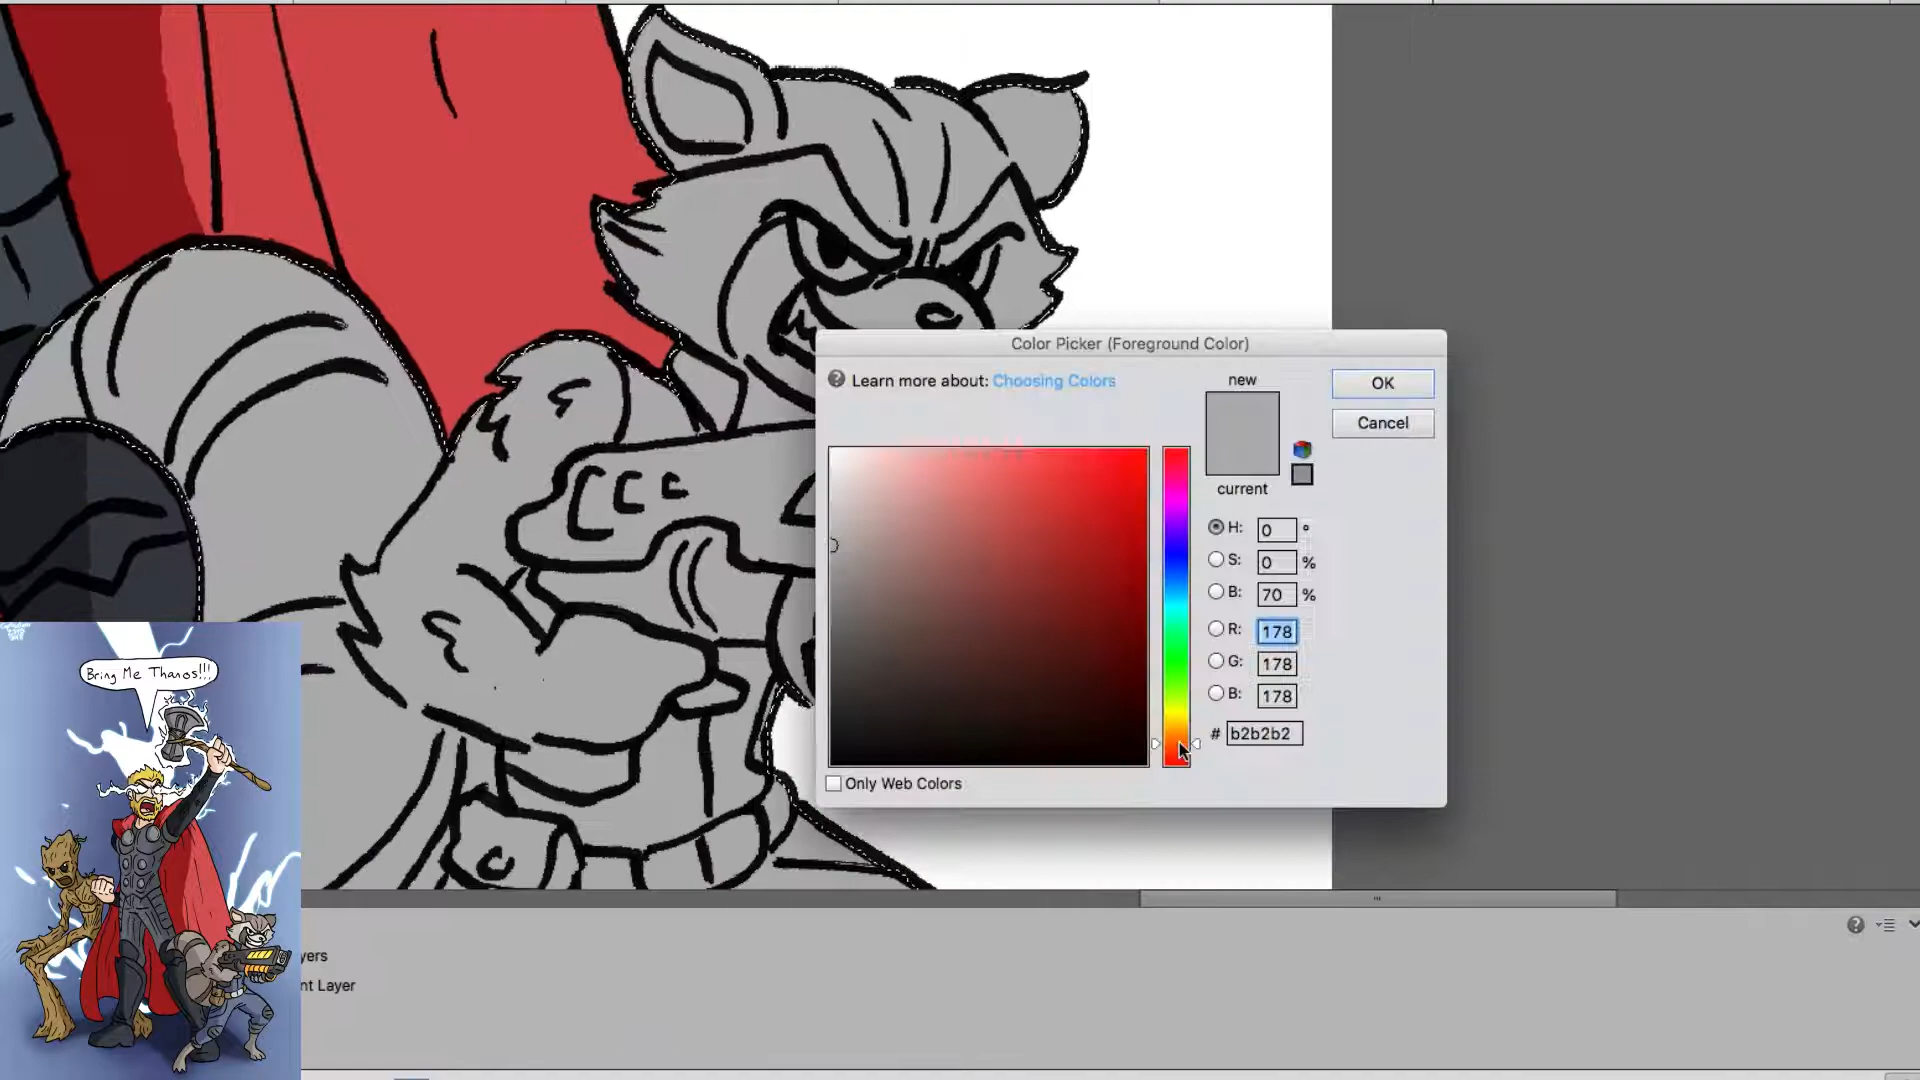 Color Picker (Foreground Color)
Learn more about: Choosing Colors
new
OK
Cancel
current
H: 0 °
S: 0 %
B: 70 %
R: 178
G: 178
B: 178
# b2b2b2
Only Web Colors
Bring Me Thanos!!!
yers
nt Layer